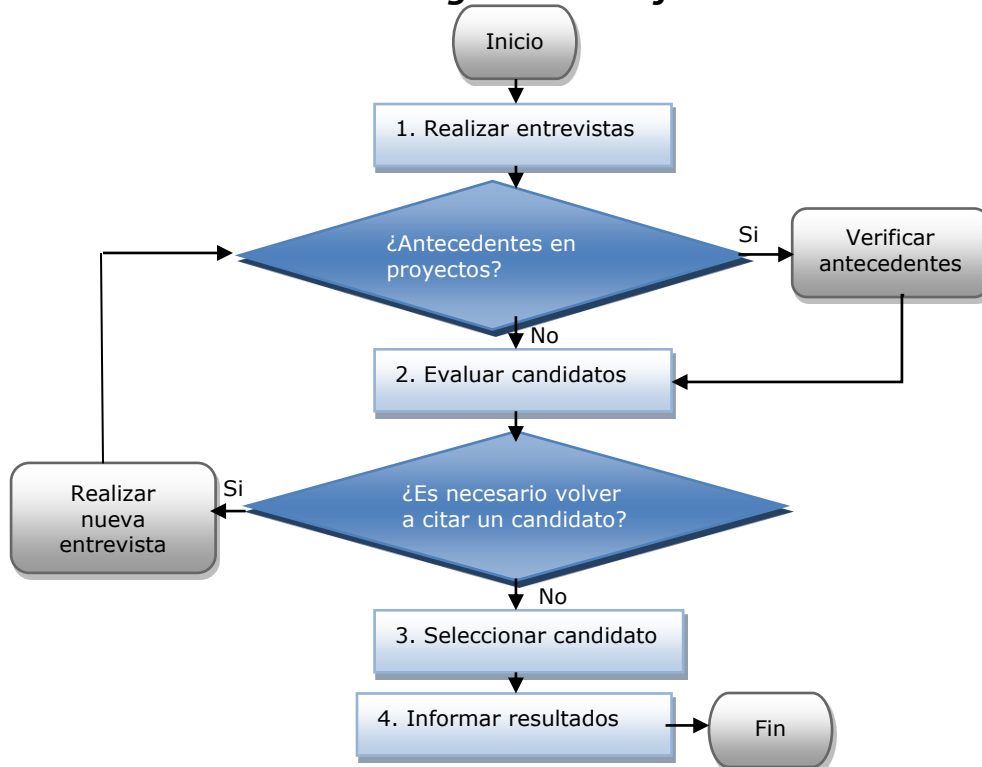 Inicio
1. Realizar entrevistas
¿Antecedentes en
proyectos?
Si
Verificar
antecedentes
No
2. Evaluar candidatos
¿Es necesario volver
a citar un candidato?
Si
Realizar
nueva
entrevista
No
3. Seleccionar candidato
4. Informar resultados
Fin